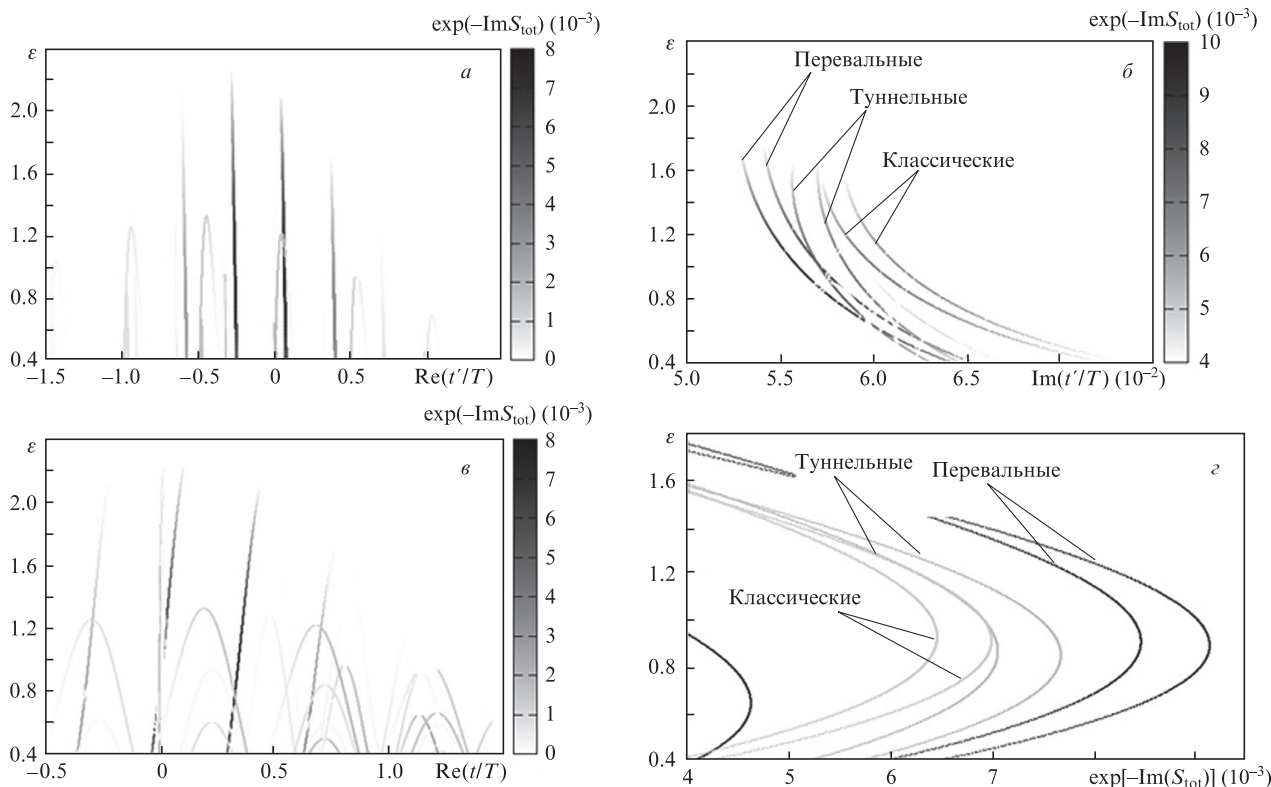 exp(–ImS_tot) (10⁻³)
ε
а
8
7
6
5
4
3
2
1
0
2.0
1.6
1.2
0.8
0.4
–1.5
–1.0
–0.5
0
0.5
Re(t′/T)
exp(–ImS_tot) (10⁻³)
ε
б
10
9
8
7
6
5
4
Перевальные
Туннельные
Классические
2.0
1.6
1.2
0.8
0.4
5.0
5.5
6.0
6.5
Im(t′/T) (10⁻²)
exp(–ImS_tot) (10⁻³)
ε
в
8
7
6
5
4
3
2
1
0
2.0
1.6
1.2
0.8
0.4
–0.5
0
0.5
1.0
Re(t/T)
ε
г
Туннельные
Перевальные
Классические
1.6
1.2
0.8
0.4
4
5
6
7
exp[–Im(S_tot)] (10⁻³)